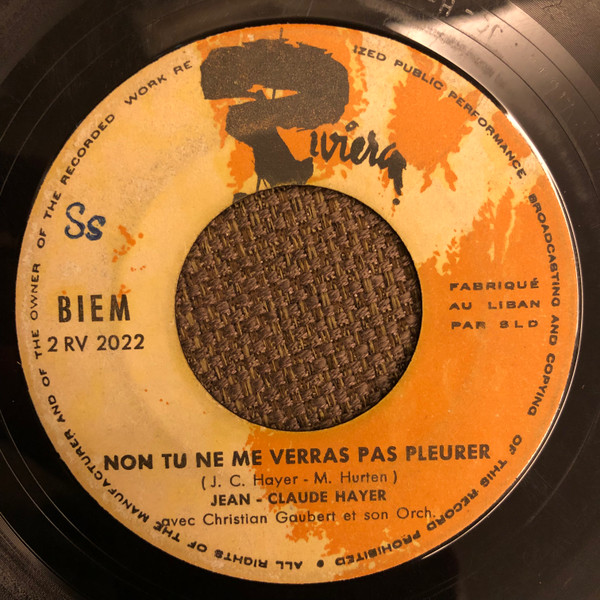 Riviera
ALL RIGHTS OF THE MANUFACTURER AND OF THE OWNER OF THE RECORDED WORK RE IZED PUBLIC PERFORMANCE BROADCASTING AND COPYING OF THIS RECORD PROHIBITED
Ss
BIEM
2 RV 2022
FABRIQUÉ
AU LIBAN
PAR SLD
NON TU NE ME VERRAS PAS PLEURER
(J. C. Hayer - M. Hurten)
JEAN - CLAUDE HAYER
avec Christian Gaubert et son Orch.